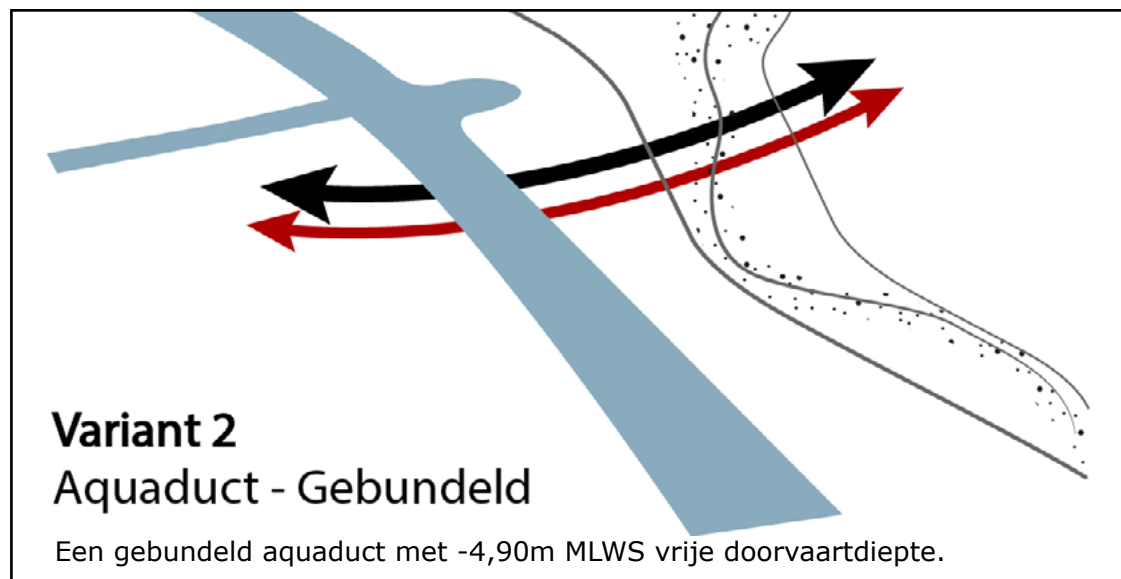 Variant 2
Aquaduct - Gebundeld
Een gebundeld aquaduct met -4,90m MLWS vrije doorvaartdiepte.